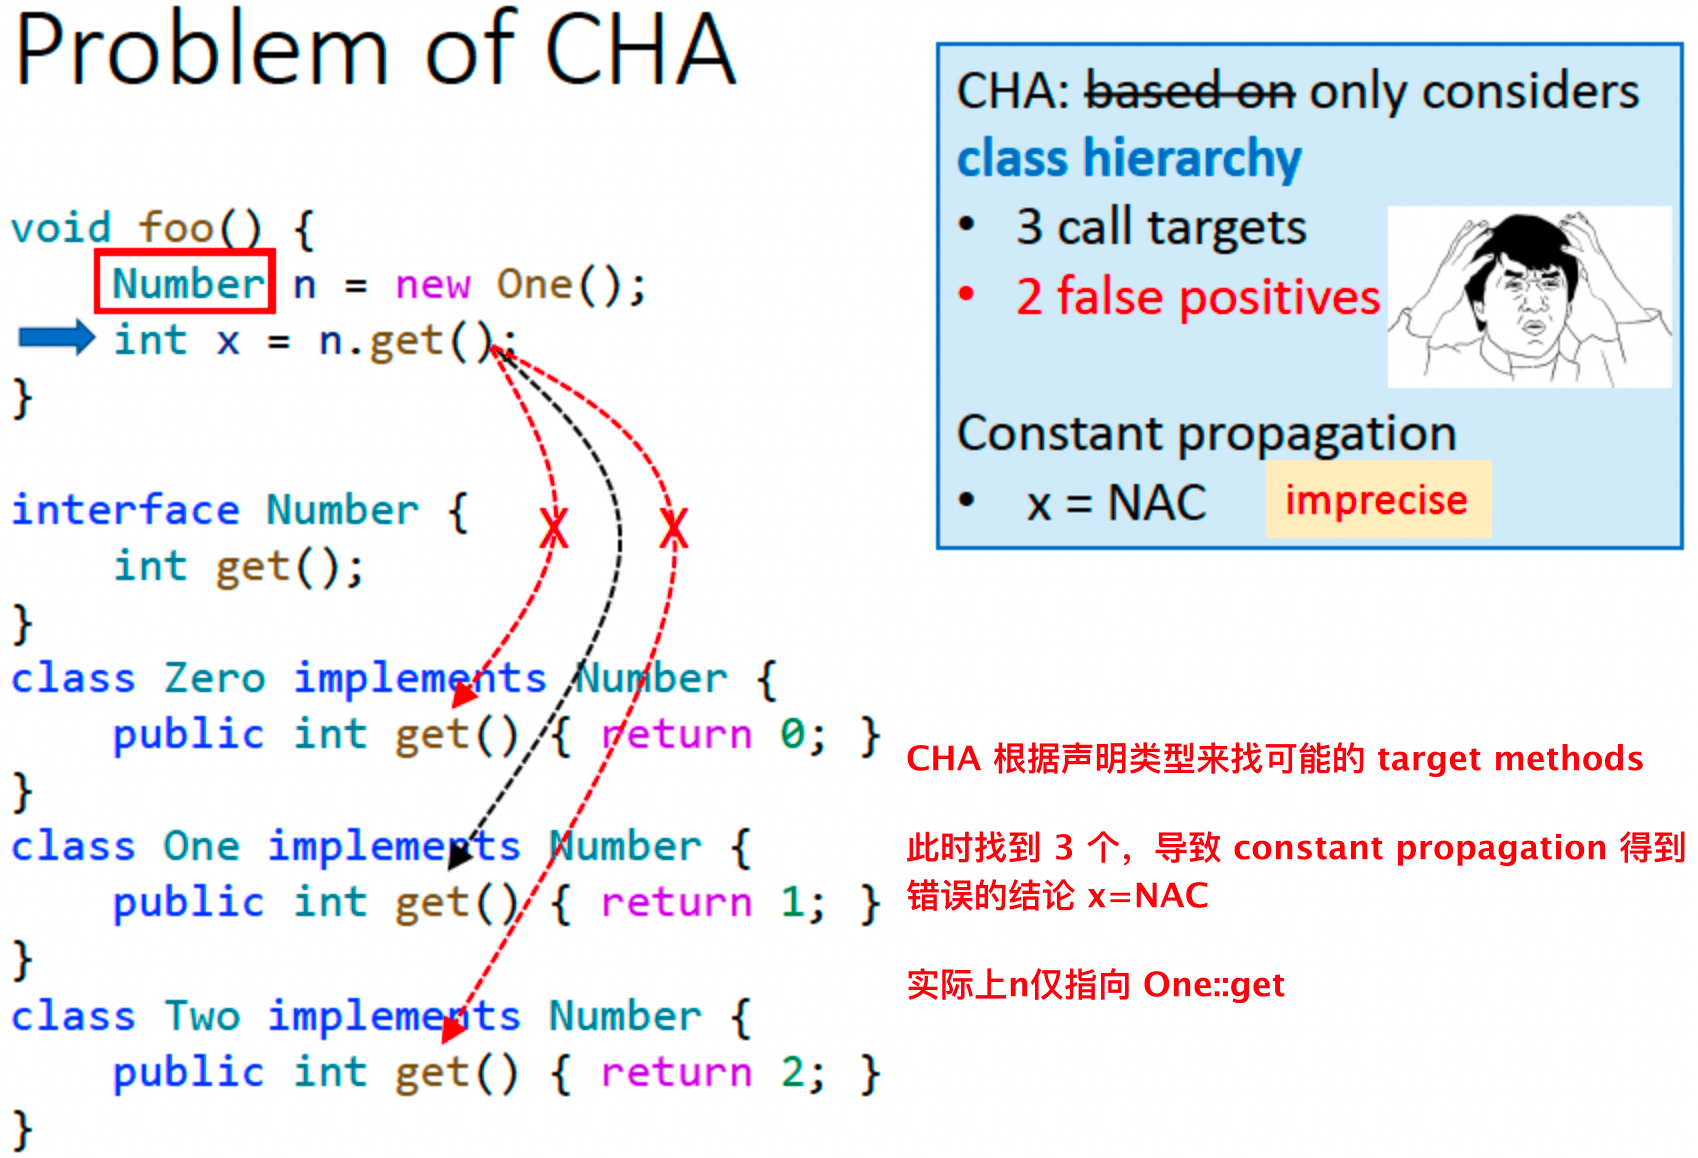 Problem of CHA
void foo() {
    Number n = new One();
    int x = n.get();
}
interface Number {
    int get();
}
class Zero implements Number {
    public int get() { return 0; }
}
class One implements Number {
    public int get() { return 1; }
}
class Two implements Number {
    public int get() { return 2; }
}
CHA: based on only considers
class hierarchy
• 3 call targets
• 2 false positives
Constant propagation
• x = NAC imprecise
X X
CHA 根据声明类型来找可能的 target methods
此时找到 3 个，导致 constant propagation 得到
错误的结论 x=NAC
实际上n仅指向 One::get